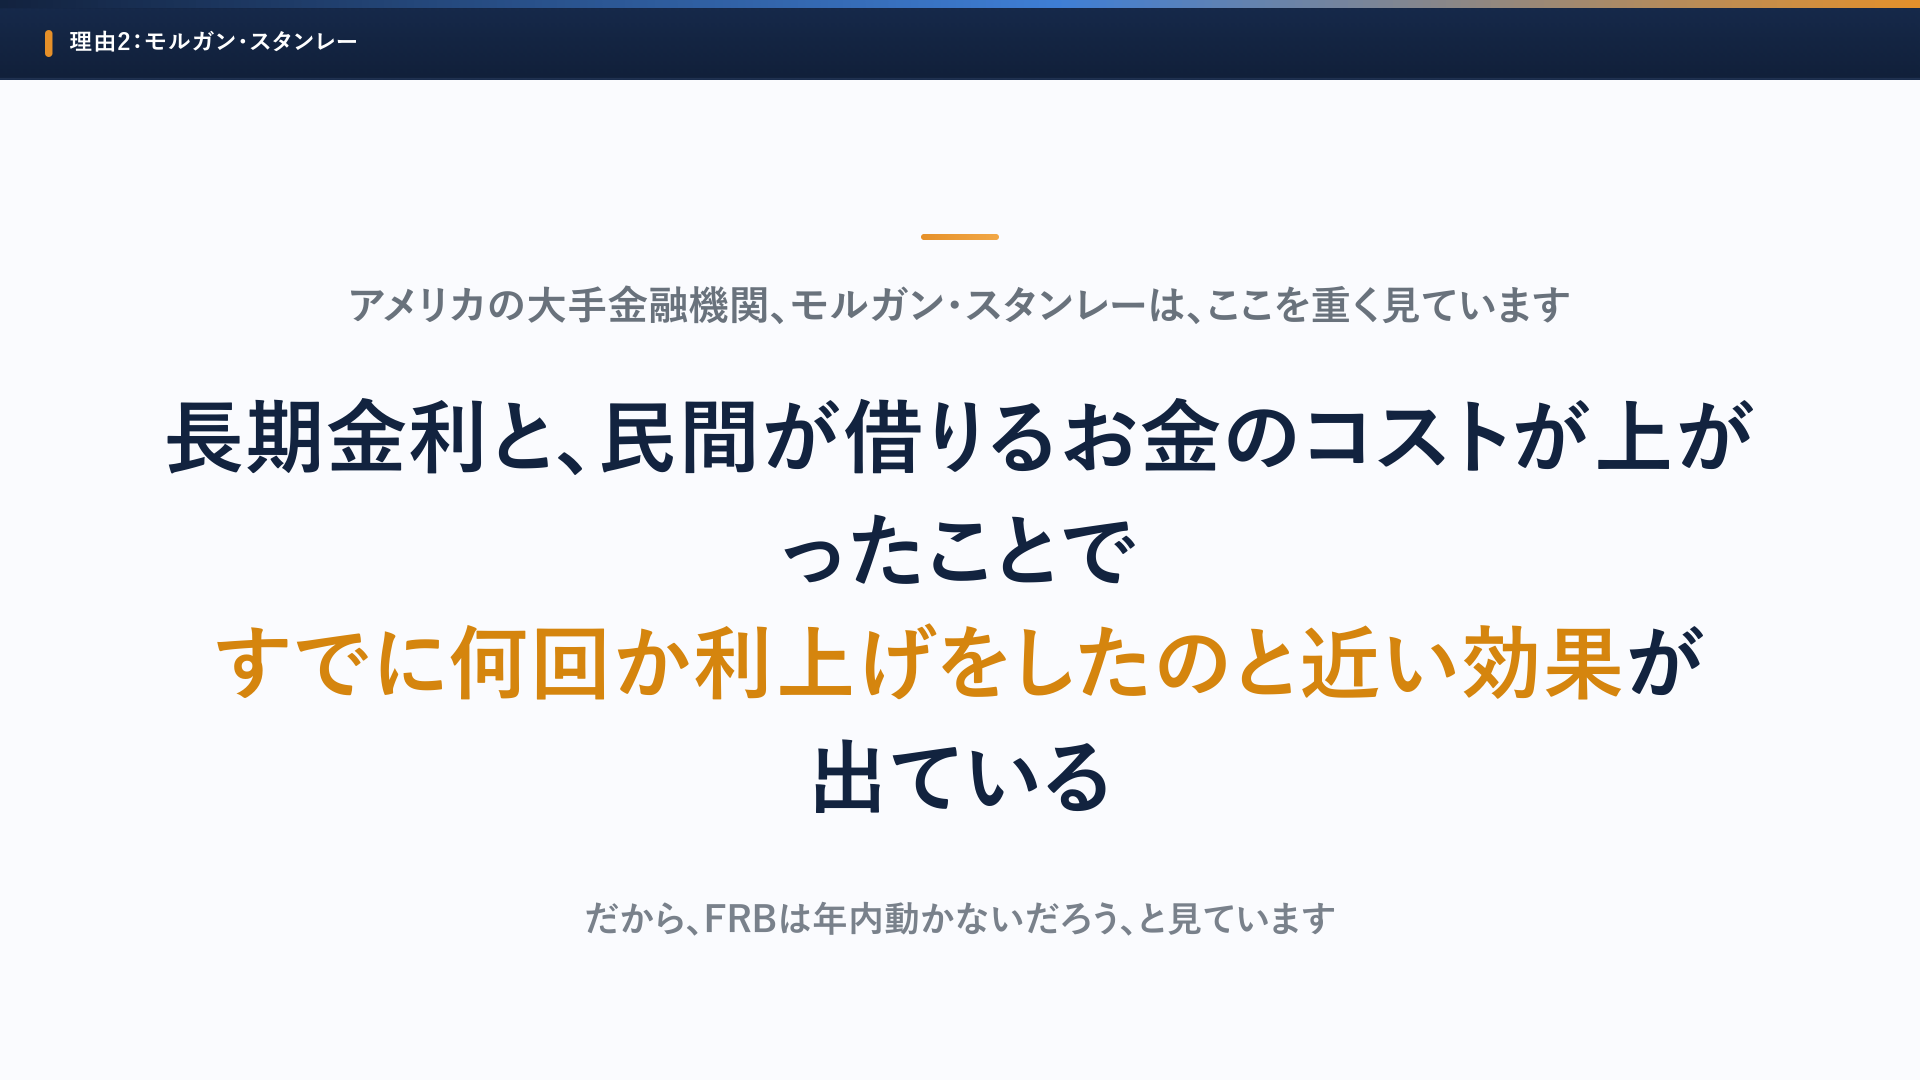 理由2：モルガン・スタンレー
アメリカの大手金融機関、モルガン・スタンレーは、ここを重く見ています
長期金利と、民間が借りるお金のコストが上が
ったことで
すでに何回か利上げをしたのと近い効果が
出ている
だから、FRBは年内動かないだろう、と見ています